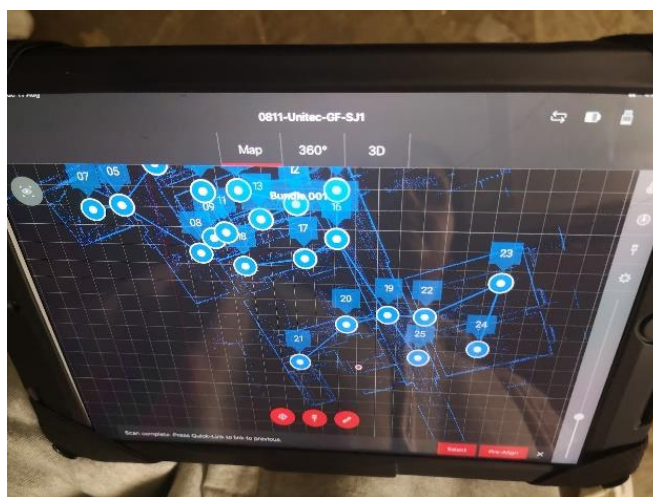 0811-Unitec-GF-SJ1
Map 360° 3D
07 05 12
13
Bundle 001
09 11 16
08 18 17
23
19 22
20
21 25 24
Scan complete. Press Quick-Link to link to previous.
Select Pre-Align ×